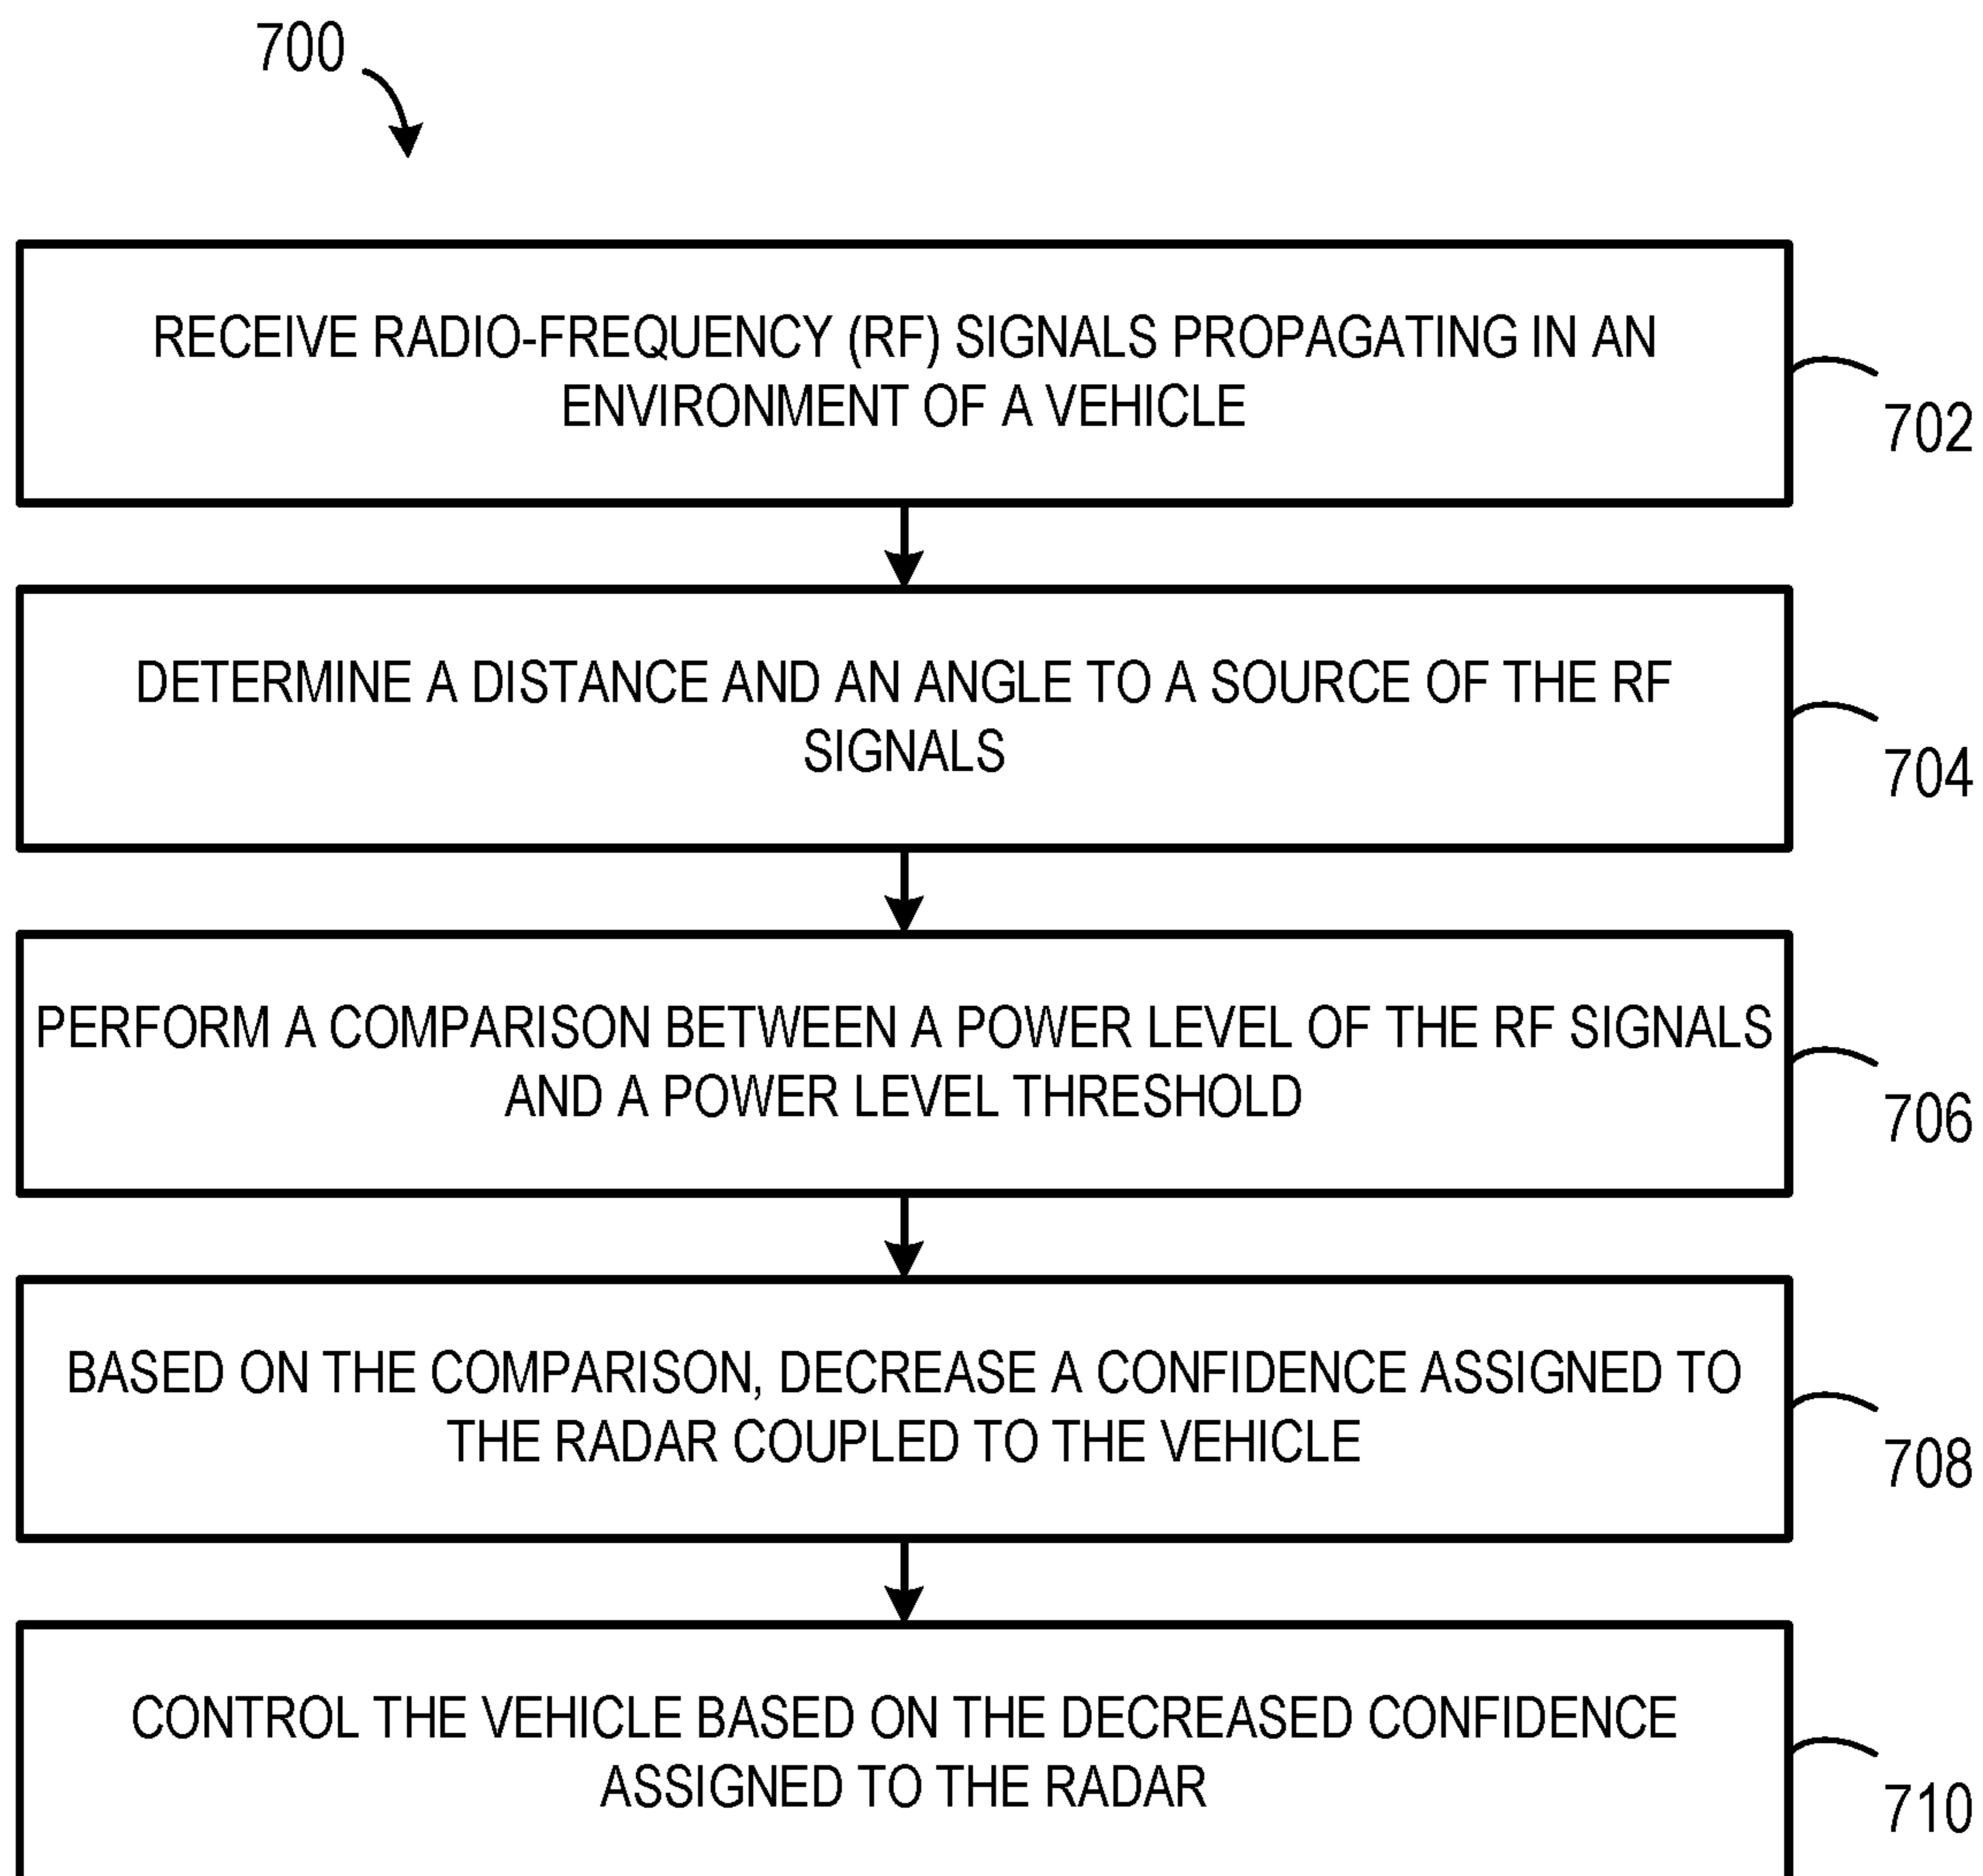 700
RECEIVE RADIO-FREQUENCY (RF) SIGNALS PROPAGATING IN AN
ENVIRONMENT OF A VEHICLE
702
DETERMINE A DISTANCE AND AN ANGLE TO A SOURCE OF THE RF
SIGNALS
704
PERFORM A COMPARISON BETWEEN A POWER LEVEL OF THE RF SIGNALS
AND A POWER LEVEL THRESHOLD
706
BASED ON THE COMPARISON, DECREASE A CONFIDENCE ASSIGNED TO
THE RADAR COUPLED TO THE VEHICLE
708
CONTROL THE VEHICLE BASED ON THE DECREASED CONFIDENCE
ASSIGNED TO THE RADAR
710